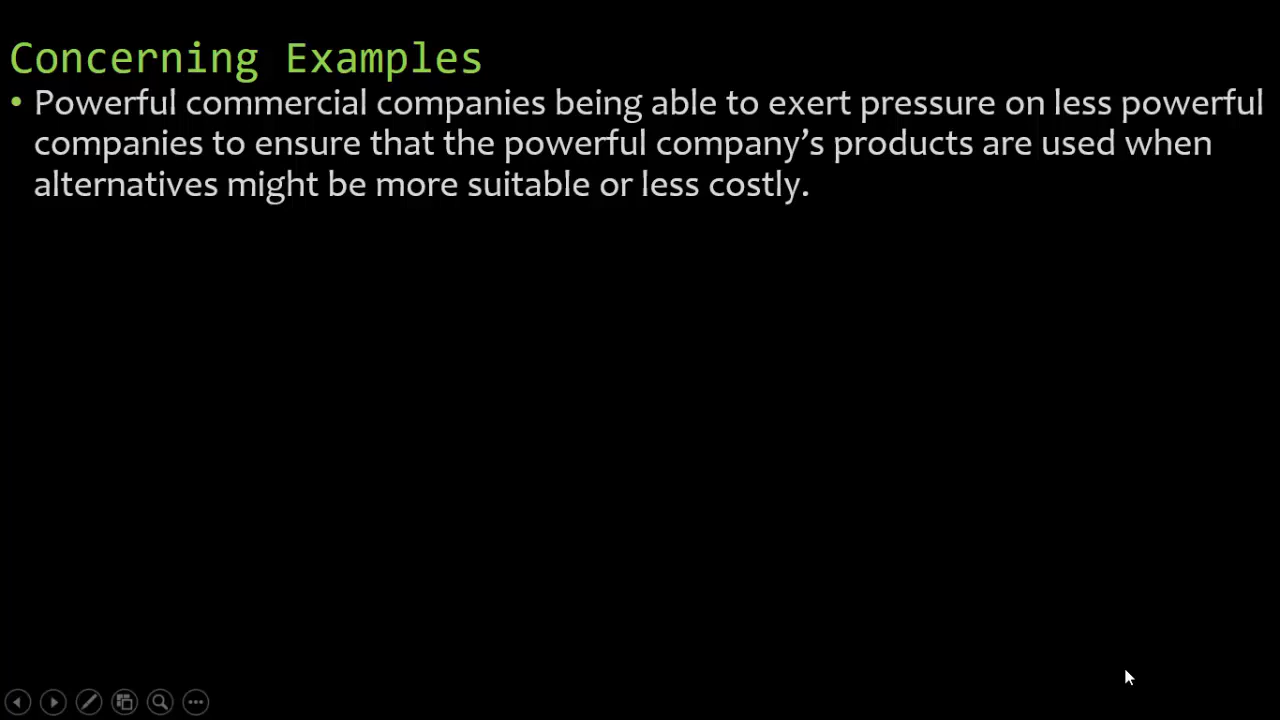 Concerning Examples
• Powerful commercial companies being able to exert pressure on less powerful
companies to ensure that the powerful company’s products are used when
alternatives might be more suitable or less costly.